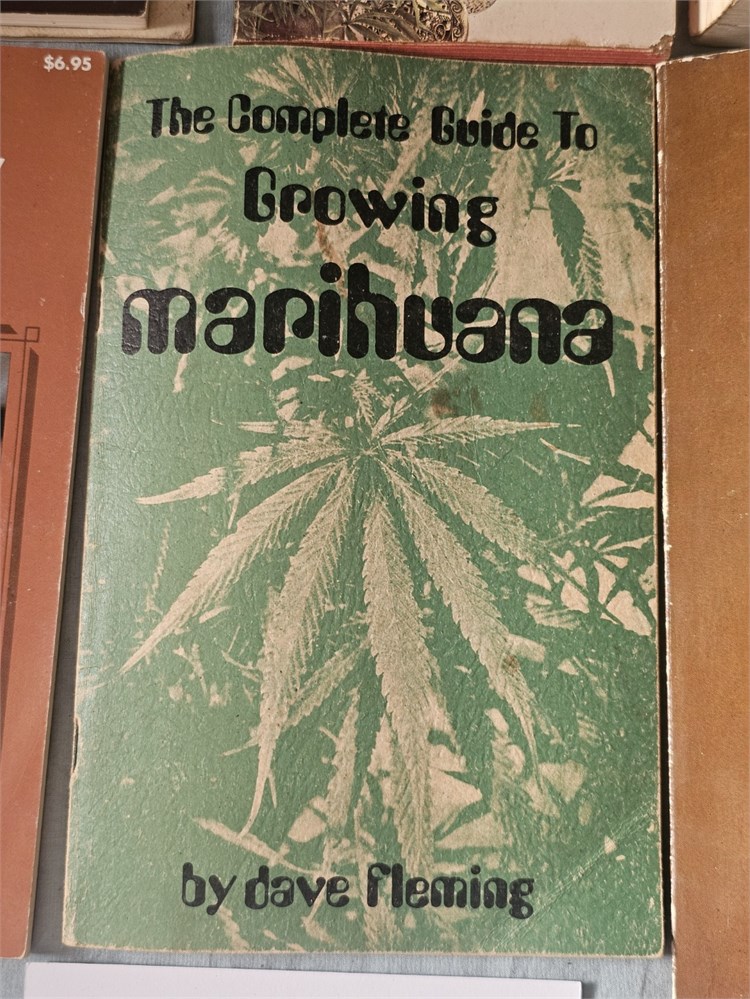 $6.95
The Complete Guide To
Growing
marihuana
by dave fleming